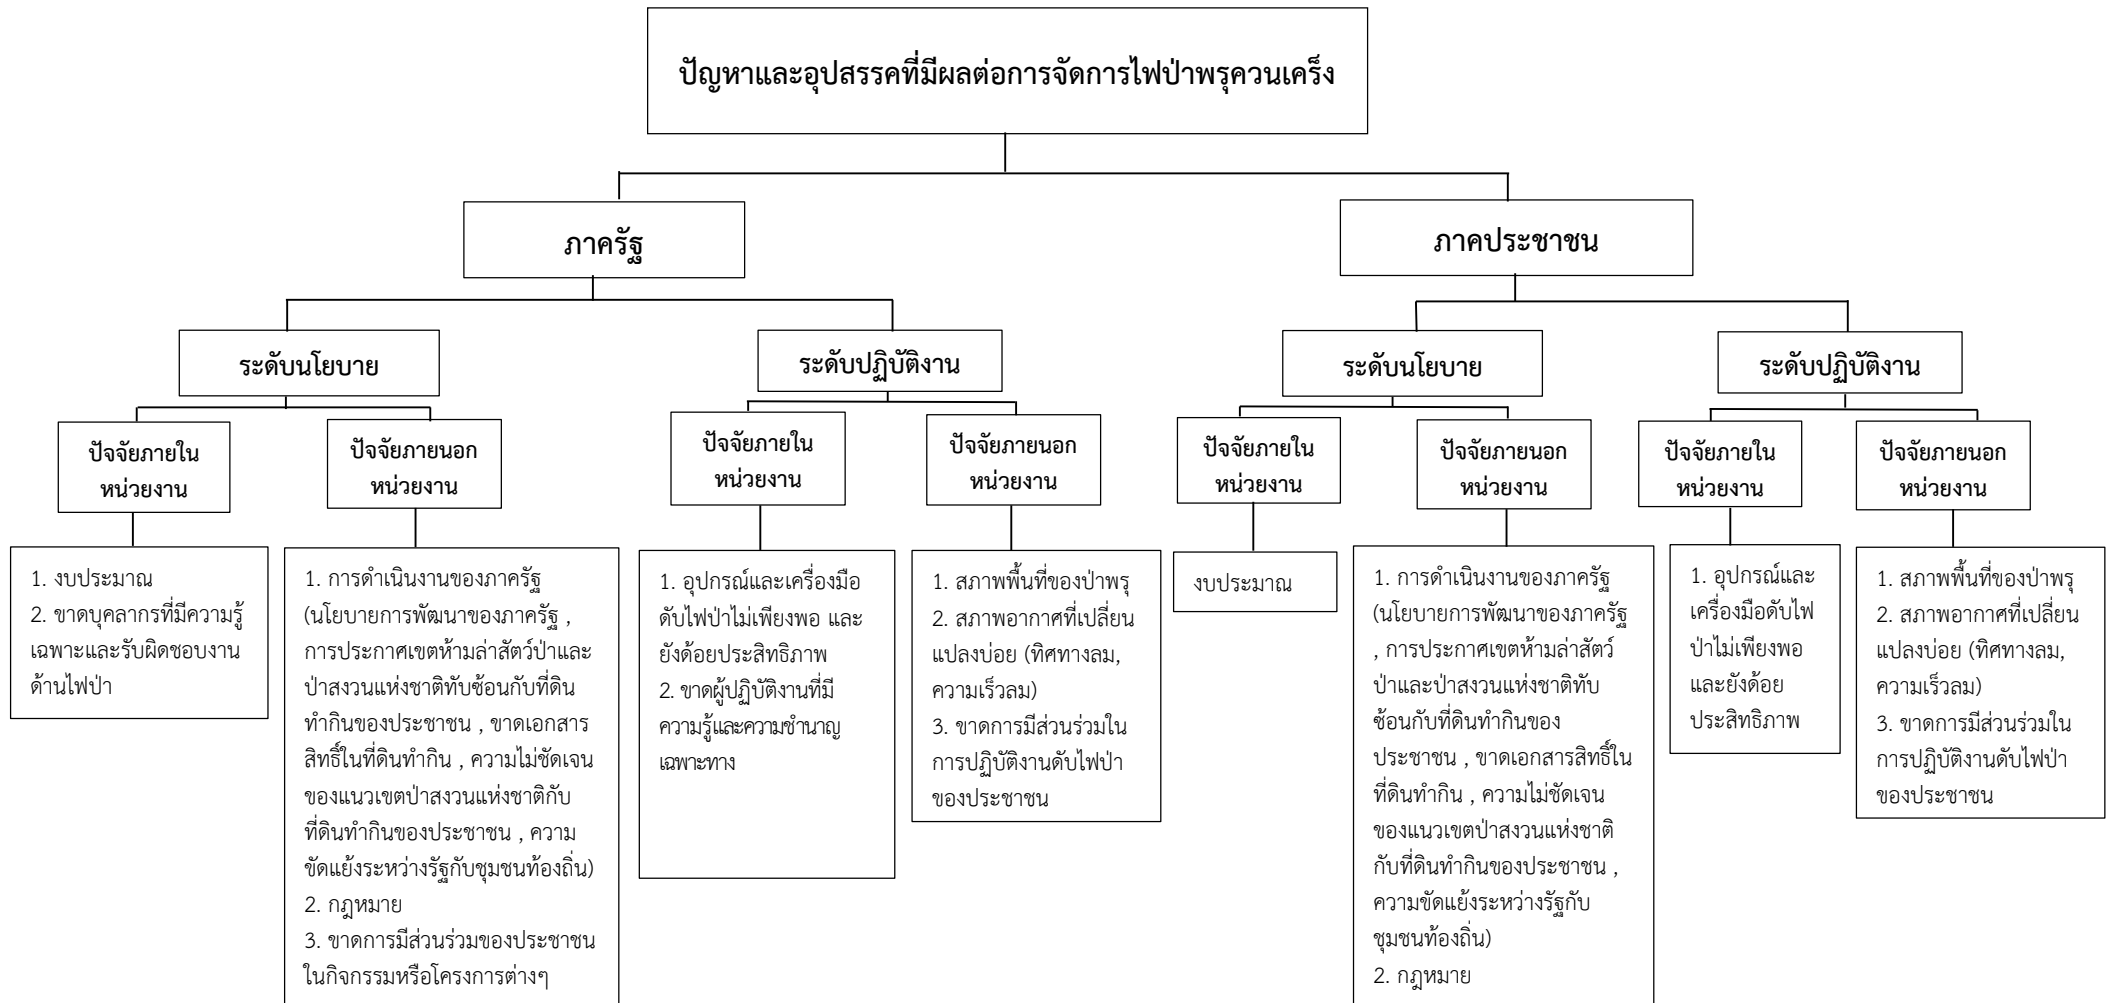 ปัญหาและอุปสรรคที่มีผลต่อการจัดการไฟป่าพรุควนเคร็ง
ภาครัฐ
ภาคประชาชน
ระดับนโยบาย
ระดับปฏิบัติงาน
ระดับนโยบาย
ระดับปฏิบัติงาน
ปัจจัยภายใน
หน่วยงาน
ปัจจัยภายนอก
หน่วยงาน
ปัจจัยภายใน
หน่วยงาน
ปัจจัยภายนอก
หน่วยงาน
ปัจจัยภายใน
หน่วยงาน
ปัจจัยภายนอก
หน่วยงาน
ปัจจัยภายใน
หน่วยงาน
ปัจจัยภายนอก
หน่วยงาน
1. งบประมาณ
2. ขาดบุคลากรที่มีความรู้
เฉพาะและรับผิดชอบงาน
ด้านไฟป่า
1. การดำเนินงานของภาครัฐ
(นโยบายการพัฒนาของภาครัฐ ,
การประกาศเขตห้ามล่าสัตว์ป่าและ
ป่าสงวนแห่งชาติทับซ้อนกับที่ดิน
ทำกินของประชาชน , ขาดเอกสาร
สิทธิ์ในที่ดินทำกิน , ความไม่ชัดเจน
ของแนวเขตป่าสงวนแห่งชาติกับ
ที่ดินทำกินของประชาชน , ความ
ขัดแย้งระหว่างรัฐกับชุมชนท้องถิ่น)
2. กฎหมาย
3. ขาดการมีส่วนร่วมของประชาชน
ในกิจกรรมหรือโครงการต่างๆ
1. อุปกรณ์และเครื่องมือ
ดับไฟป่าไม่เพียงพอ และ
ยังด้อยประสิทธิภาพ
2. ขาดผู้ปฏิบัติงานที่มี
ความรู้และความชำนาญ
เฉพาะทาง
1. สภาพพื้นที่ของป่าพรุ
2. สภาพอากาศที่เปลี่ยน
แปลงบ่อย (ทิศทางลม,
ความเร็วลม)
3. ขาดการมีส่วนร่วมใน
การปฏิบัติงานดับไฟป่า
ของประชาชน
งบประมาณ
1. การดำเนินงานของภาครัฐ
(นโยบายการพัฒนาของภาครัฐ
, การประกาศเขตห้ามล่าสัตว์
ป่าและป่าสงวนแห่งชาติทับ
ซ้อนกับที่ดินทำกินของ
ประชาชน , ขาดเอกสารสิทธิ์ใน
ที่ดินทำกิน , ความไม่ชัดเจน
ของแนวเขตป่าสงวนแห่งชาติ
กับที่ดินทำกินของประชาชน ,
ความขัดแย้งระหว่างรัฐกับ
ชุมชนท้องถิ่น)
2. กฎหมาย
1. อุปกรณ์และ
เครื่องมือดับไฟ
ป่าไม่เพียงพอ
และยังด้อย
ประสิทธิภาพ
1. สภาพพื้นที่ของป่าพรุ
2. สภาพอากาศที่เปลี่ยน
แปลงบ่อย (ทิศทางลม,
ความเร็วลม)
3. ขาดการมีส่วนร่วมใน
การปฏิบัติงานดับไฟป่า
ของประชาชน